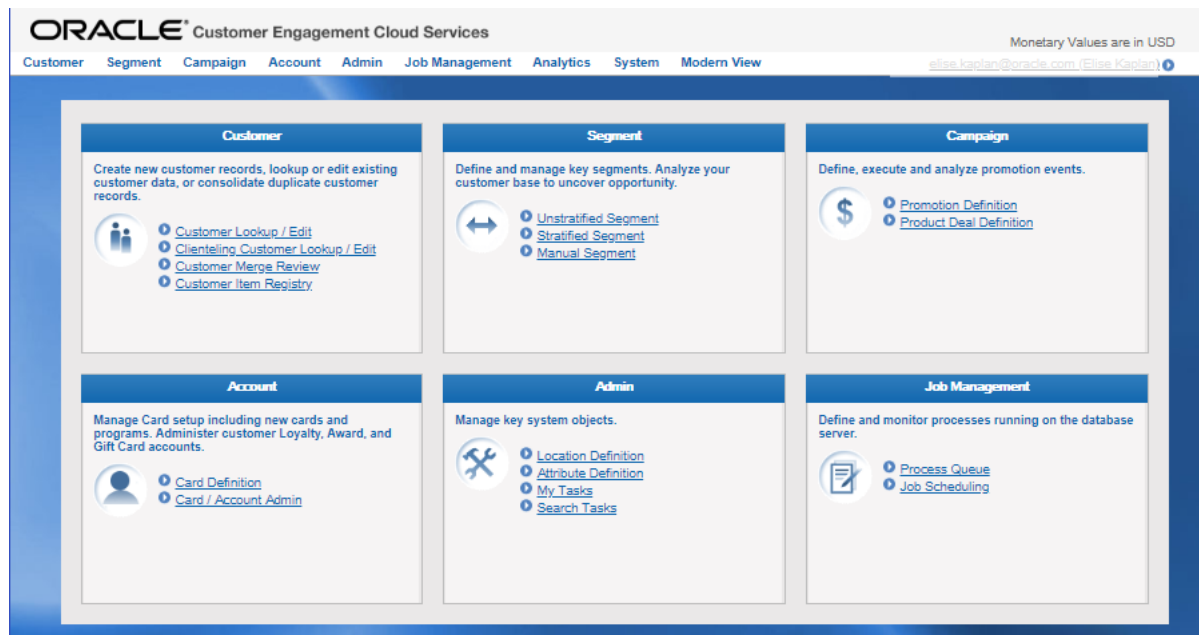 ORACLE® Customer Engagement Cloud Services
Monetary Values are in USD
Customer Segment Campaign Account Admin Job Management Analytics System Modern View
elise.kaplan@oracle.com (Elise Kaplan)
Customer
Create new customer records, lookup or edit existing
customer data, or consolidate duplicate customer
records.
Customer Lookup / Edit
Clienteling Customer Lookup / Edit
Customer Merge Review
Customer Item Registry
Segment
Define and manage key segments. Analyze your
customer base to uncover opportunity.
Unstratified Segment
Stratified Segment
Manual Segment
Campaign
Define, execute and analyze promotion events.
$
Promotion Definition
Product Deal Definition
Account
Manage Card setup including new cards and
programs. Administer customer Loyalty, Award, and
Gift Card accounts.
Card Definition
Card / Account Admin
Admin
Manage key system objects.
Location Definition
Attribute Definition
My Tasks
Search Tasks
Job Management
Define and monitor processes running on the database
server.
Process Queue
Job Scheduling